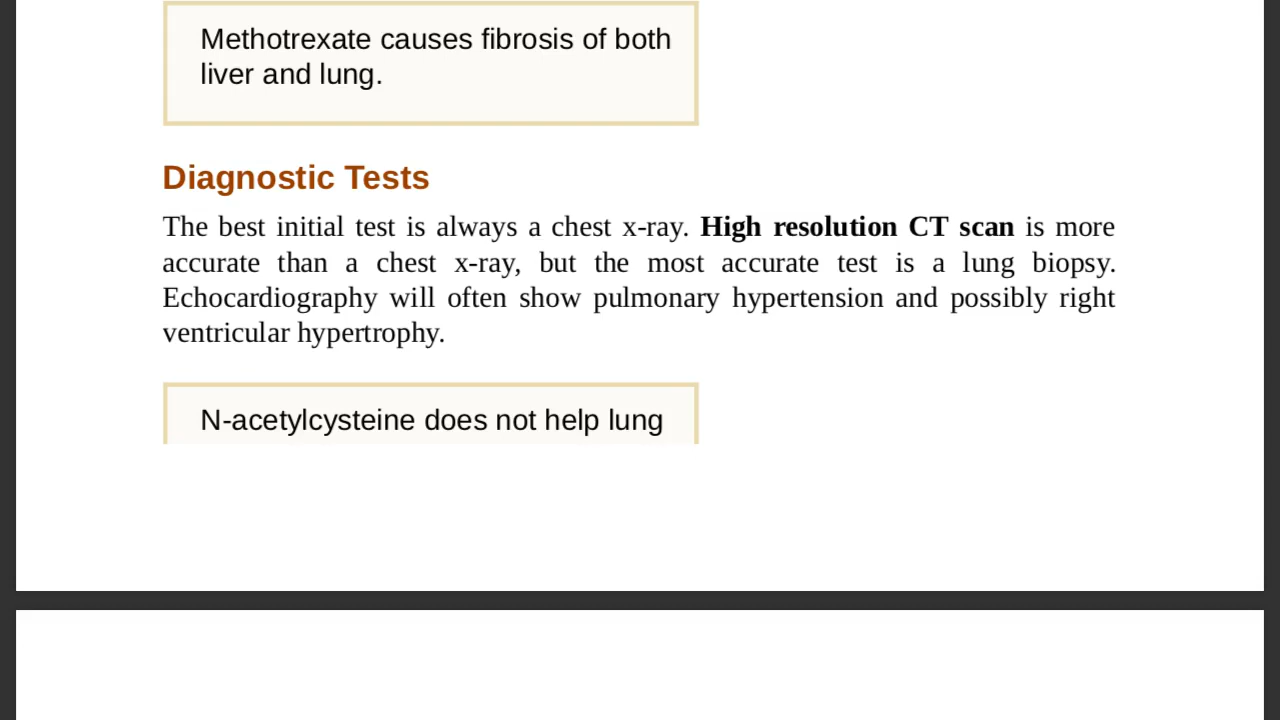 Methotrexate causes fibrosis of both
liver and lung.
Diagnostic Tests
The best initial test is always a chest x-ray. High resolution CT scan is more
accurate than a chest x-ray, but the most accurate test is a lung biopsy.
Echocardiography will often show pulmonary hypertension and possibly right
ventricular hypertrophy.
N-acetylcysteine does not help lung